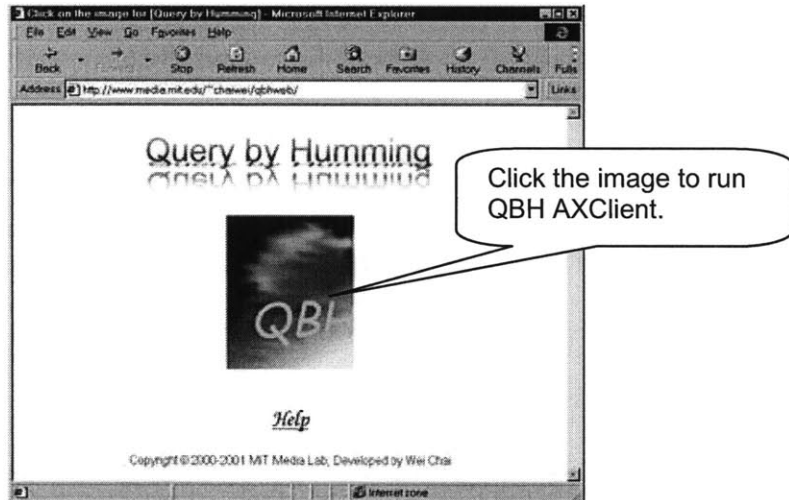 Click on the image for [Query by Humming] - Microsoft Internet Explorer
File Edit View Go Favorites Help
Back Forward Stop Refresh Home Search Favorites History Channels Fulls
Address http://www.media.mit.edu/~chaiwei/qbhweb/ Links
Query by Humming
Click the image to run
QBH AXClient.
QBH
Help
Copyright © 2000-2001 MIT Media Lab, Developed by Wei Chai
Internet zone